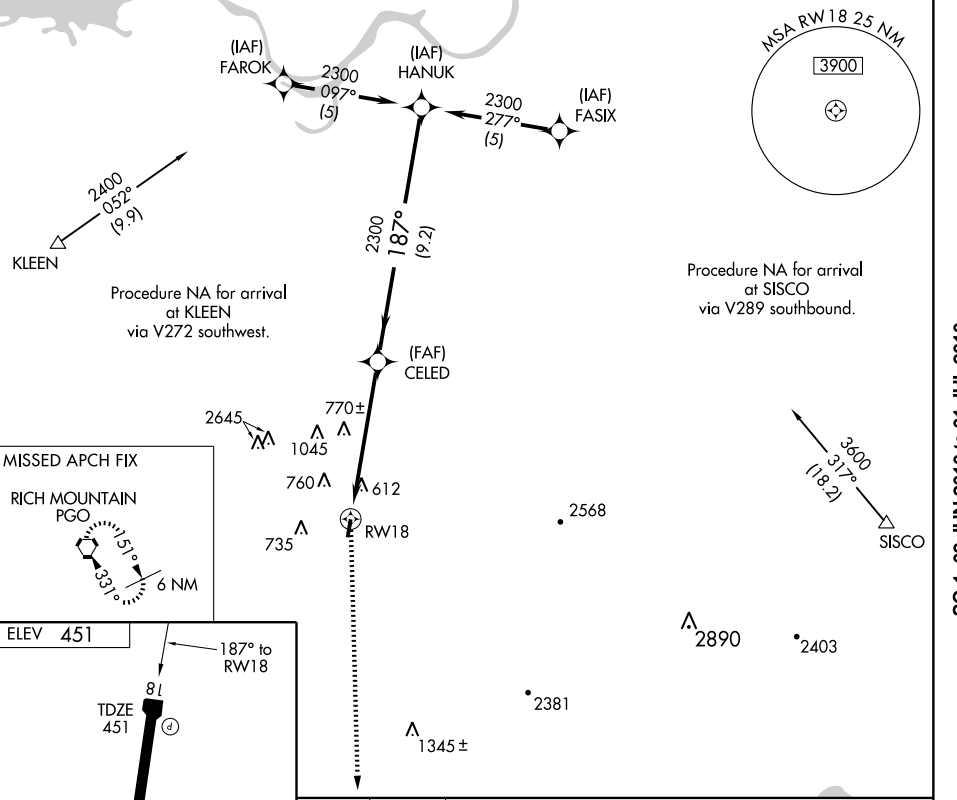 MSA RW18 25 NM
3900
(IAF)
FAROK
2300
097°
(5)
(IAF)
HANUK
2300
277°
(5)
(IAF)
FASIX
2400
052°
(9.9)
KLEEN
2300
187°
(9.2)
Procedure NA for arrival
at KLEEN
via V272 southwest.
Procedure NA for arrival
at SISCO
via V289 southbound.
(FAF)
CELED
2645
1045
770±
760
612
735
RW18
2568
3600
317°
(18.2)
SISCO
MISSED APCH FIX
RICH MOUNTAIN
PGO
151°
331°
6 NM
2890
2403
2381
1345±
ELEV 451
187° to
RW18
18
TDZE
451
P